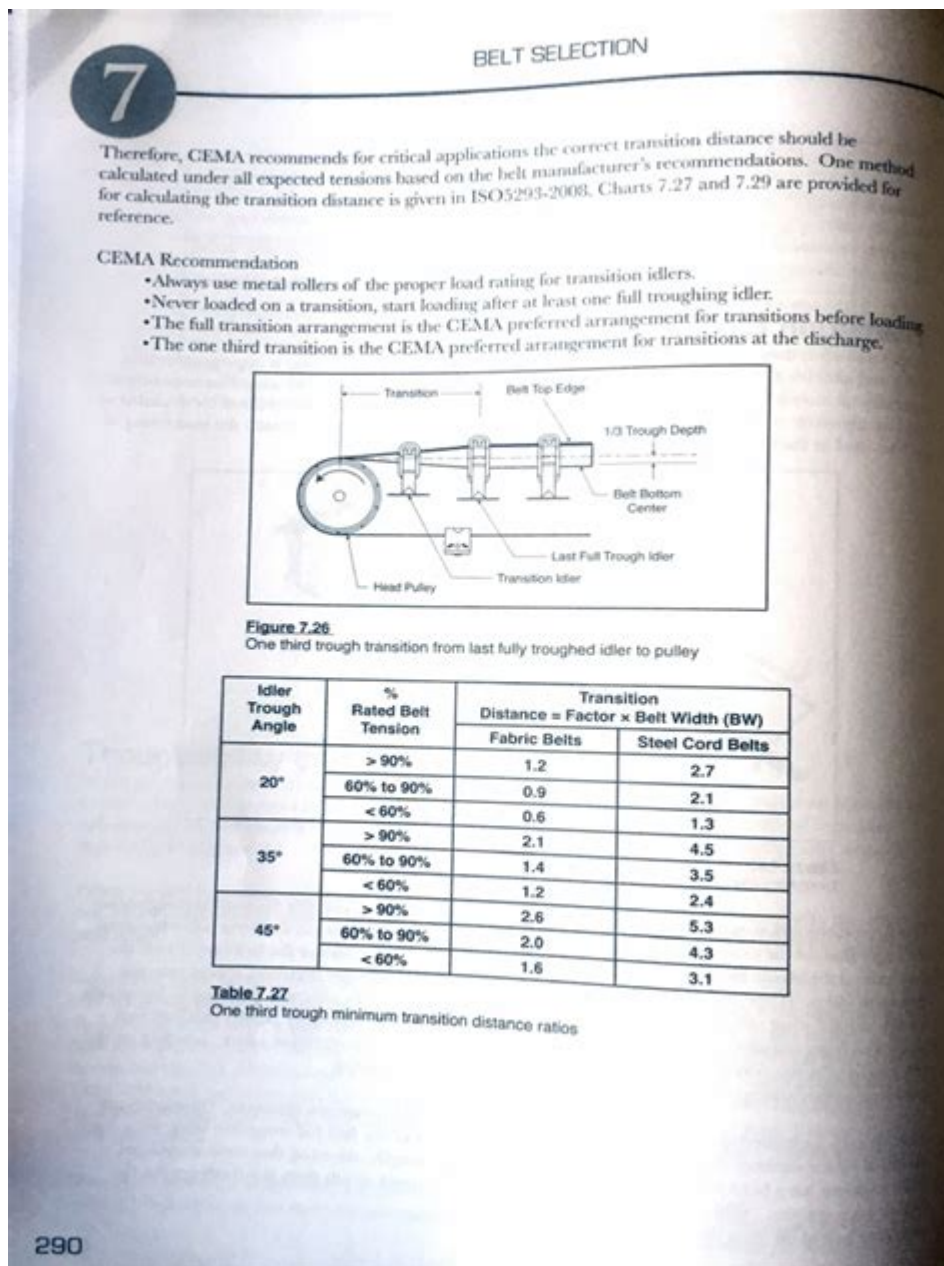 BELT SELECTION
7
Therefore, CEMA recommends for critical applications the correct transition distance should be
calculated under all expected tensions based on the belt manufacturer's recommendations. One method
for calculating the transition distance is given in ISO5293-2008. Charts 7.27 and 7.29 are provided for
reference.
CEMA Recommendation
•Always use metal rollers of the proper load rating for transition idlers.
•Never loaded on a transition, start loading after at least one full troughing idler.
•The full transition arrangement is the CEMA preferred arrangement for transitions before loading
•The one third transition is the CEMA preferred arrangement for transitions at the discharge.
Transition
Belt Top Edge
1/3 Trough Depth
Belt Bottom
Center
Last Full Trough Idler
Transition Idler
Head Pulley
Figure 7.26
One third trough transition from last fully troughed idler to pulley
Idler
Trough
Angle
%
Rated Belt
Tension
Transition
Distance = Factor × Belt Width (BW)
Fabric Belts
Steel Cord Belts
20°
> 90%
1.2
2.7
60% to 90%
0.9
2.1
< 60%
0.6
1.3
35°
> 90%
2.1
4.5
60% to 90%
1.4
3.5
< 60%
1.2
2.4
45°
> 90%
2.6
5.3
60% to 90%
2.0
4.3
< 60%
1.6
3.1
Table 7.27
One third trough minimum transition distance ratios
290